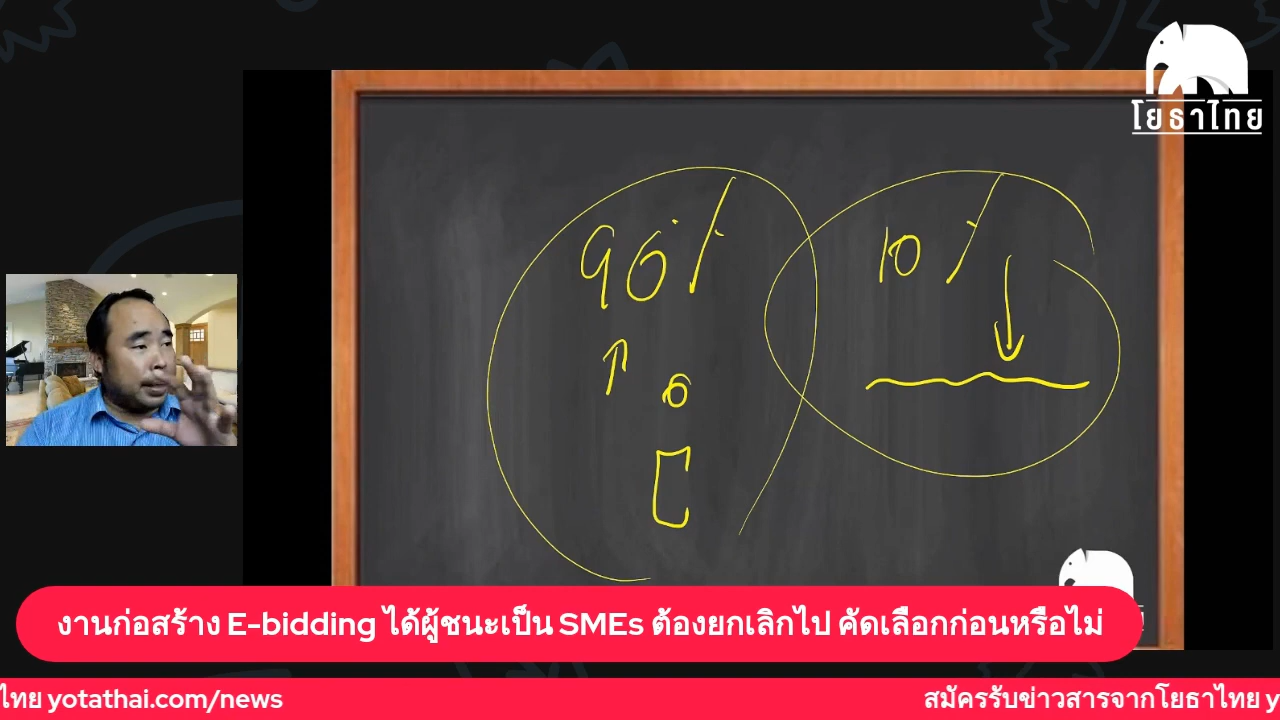 โยธาไทย
90%
10%
งานก่อสร้าง E-bidding ได้ผู้ชนะเป็น SMEs ต้องยกเลิกไป คัดเลือกก่อนหรือไม่
ไทย yotathai.com/news
สมัครรับข่าวสารจากโยธาไทย y